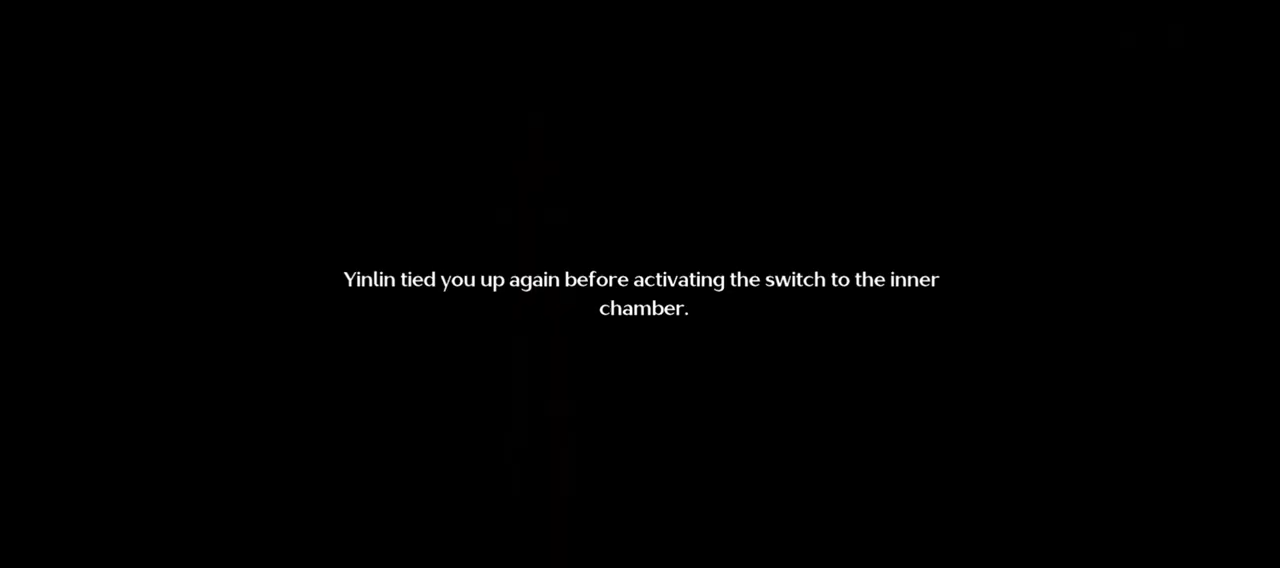 Yinlin tied you up again before activating the switch to the inner
chamber.